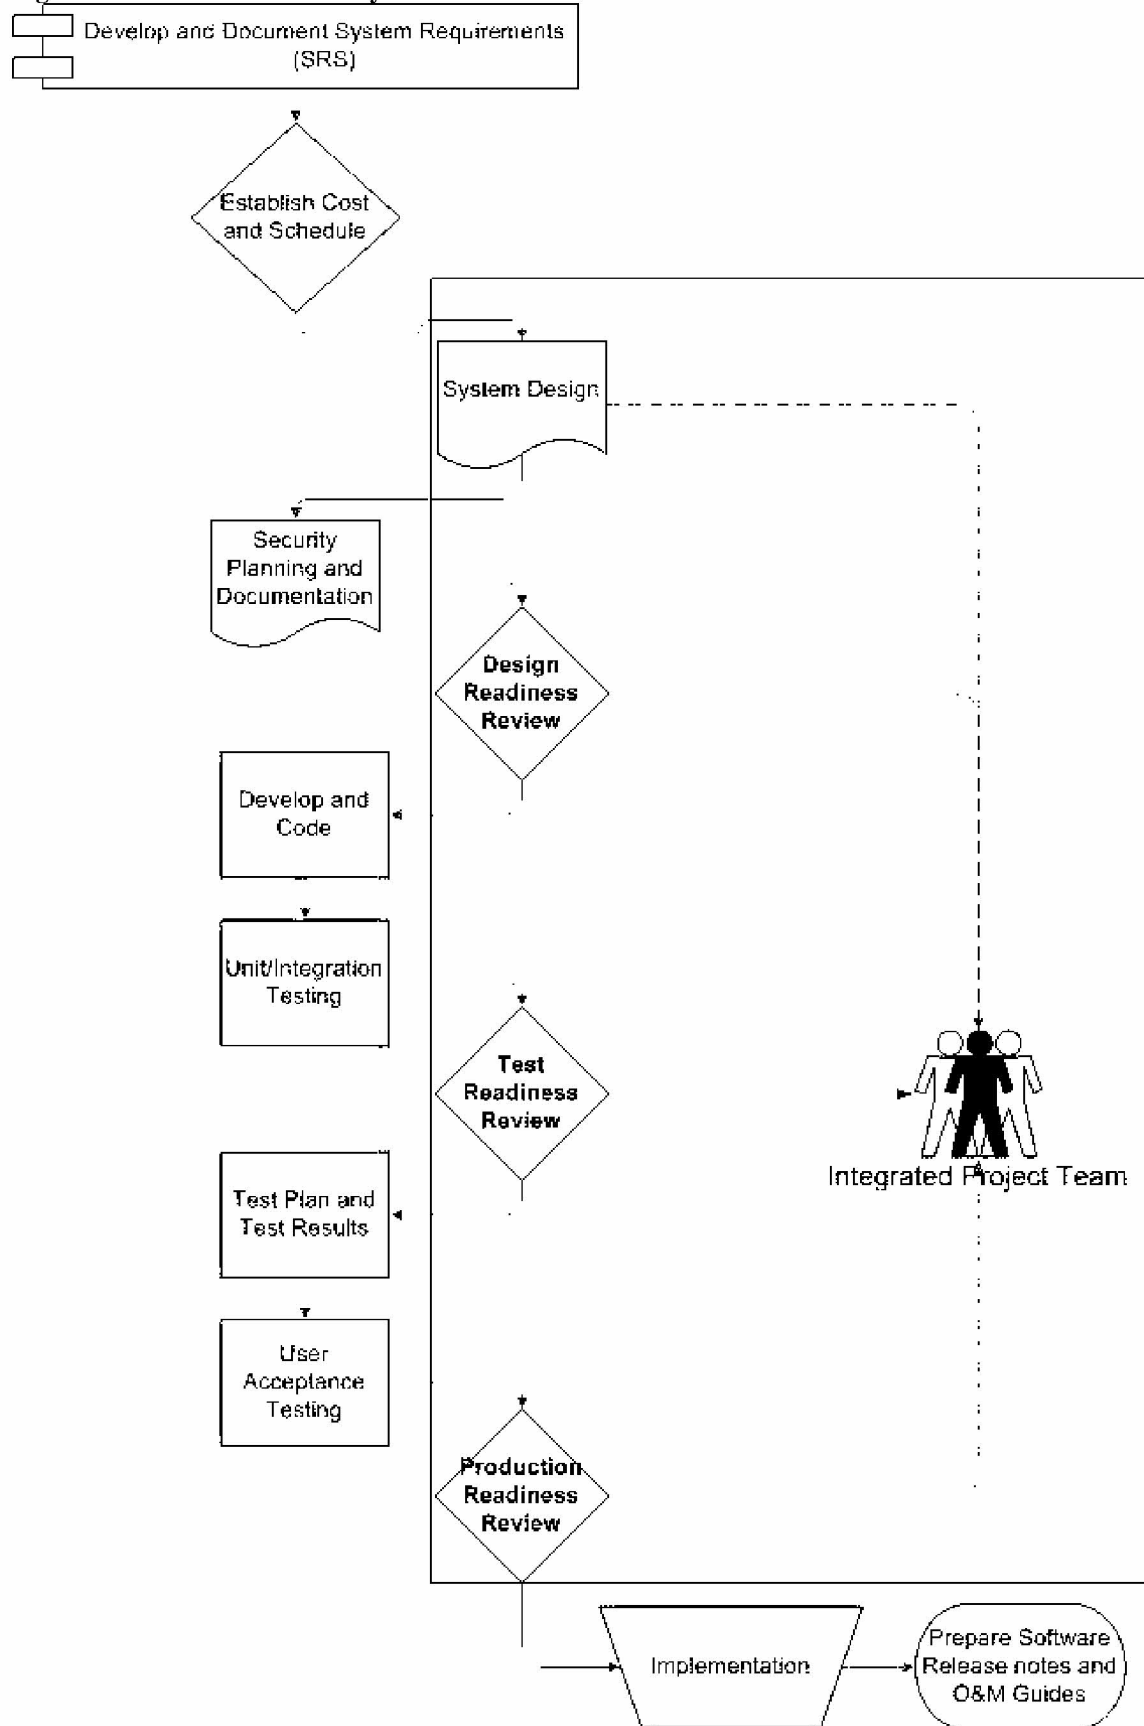 Develop and Document System Requirements
(SRS)
Establish Cost
and Schedule
System Design
Security
Planning and
Documentation
Design
Readiness
Review
Develop and
Code
Unit/Integration
Testing
Test
Readiness
Review
Integrated Project Team
Test Plan and
Test Results
User
Acceptance
Testing
Production
Readiness
Review
Implementation
Prepare Software
Release notes and
O&M Guides